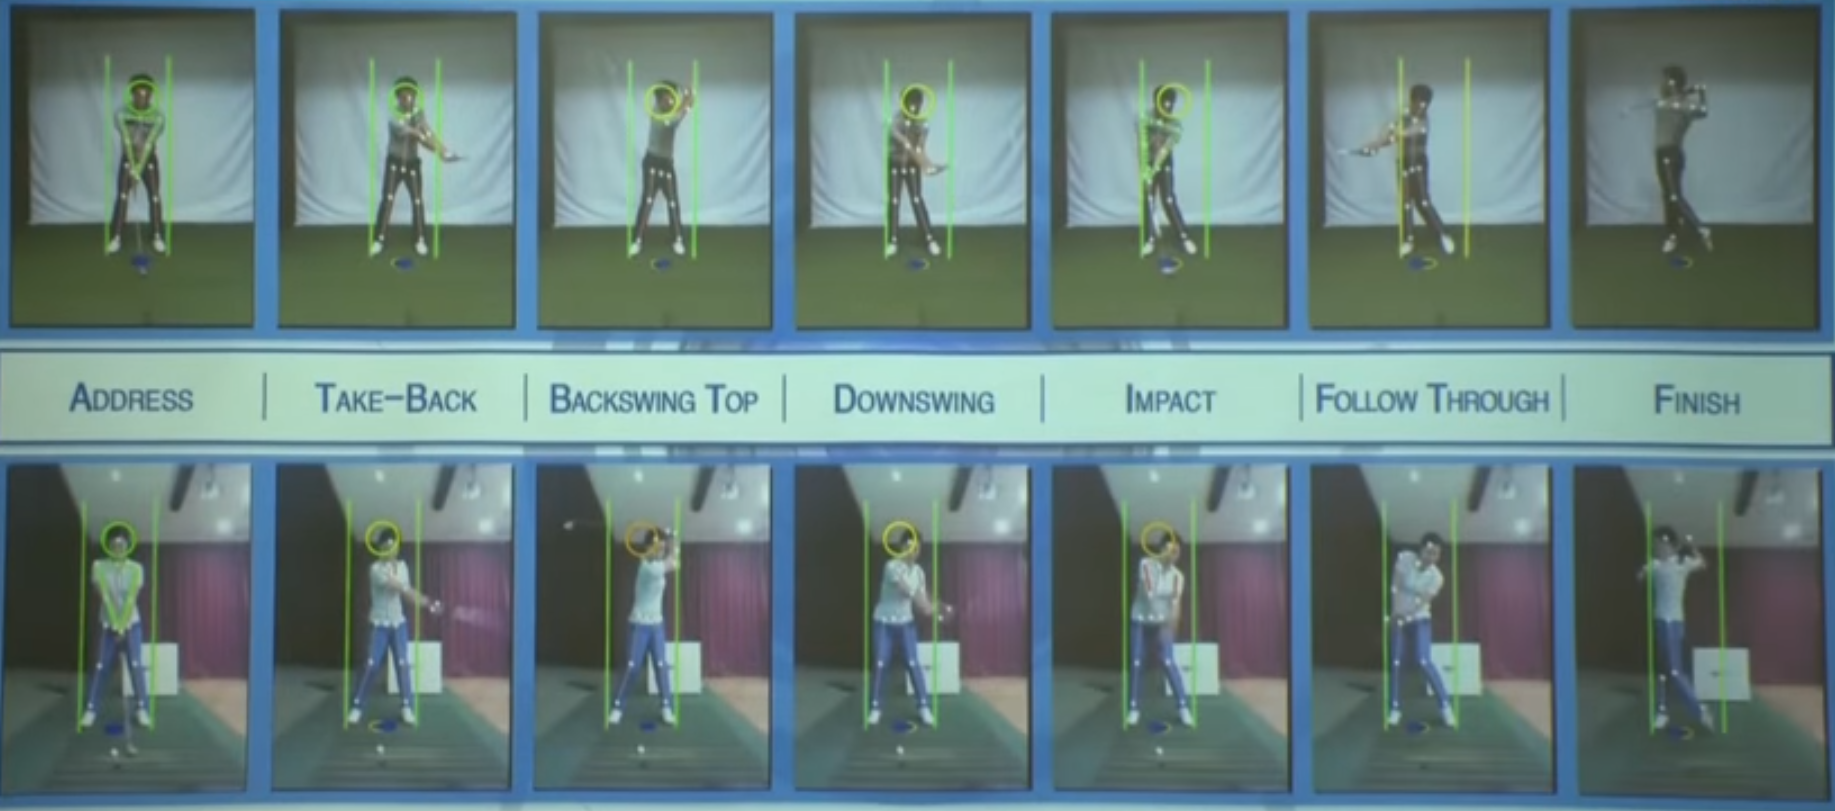 ADDRESS | TAKE-BACK | BACKSWING TOP | DOWNSWING | IMPACT | FOLLOW THROUGH | FINISH